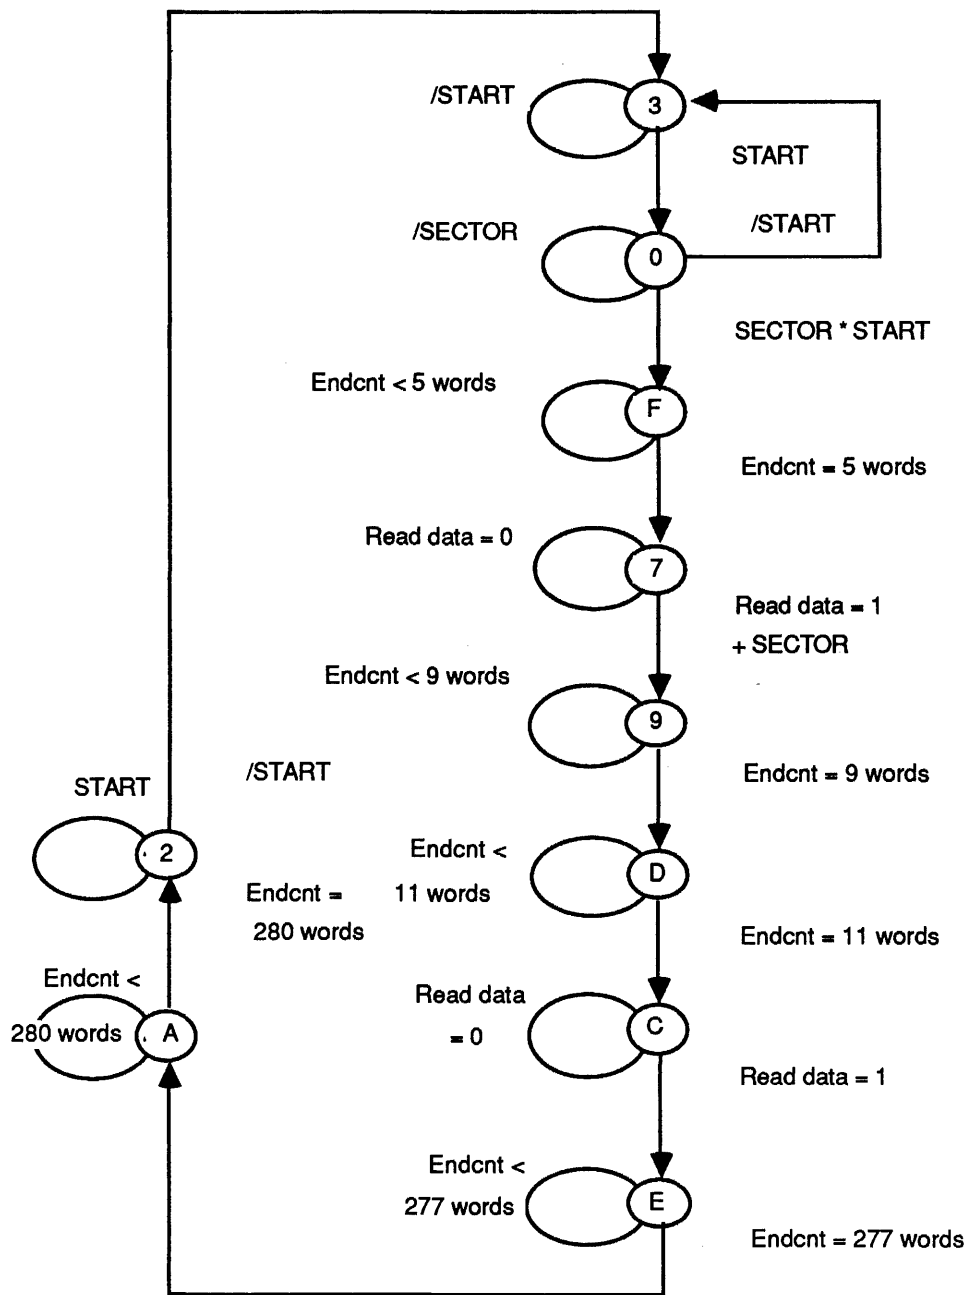 /START
3
START
/START
/SECTOR
0
SECTOR * START
Endcnt < 5 words
F
Endcnt = 5 words
Read data = 0
7
Read data = 1
+ SECTOR
Endcnt < 9 words
9
Endcnt = 9 words
/START
START
2
Endcnt <
11 words
D
Endcnt =
280 words
Endcnt = 11 words
Endcnt <
280 words
A
Read data
= 0
C
Read data = 1
Endcnt <
277 words
E
Endcnt = 277 words